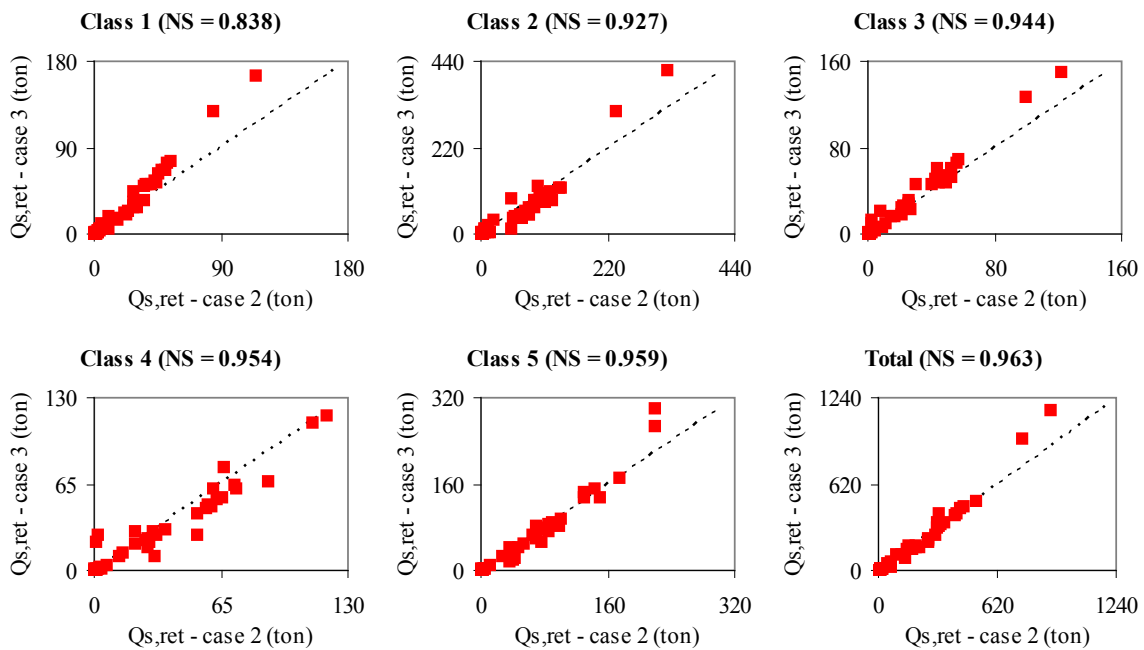 Class 1 (NS = 0.838)
Class 2 (NS = 0.927)
Class 3 (NS = 0.944)
Qs,ret - case 3 (ton)
180
90
0
0 90 180
Qs,ret - case 2 (ton)
Qs,ret - case 3 (ton)
440
220
0
0 220 440
Qs,ret - case 2 (ton)
Qs,ret - case 3 (ton)
160
80
0
0 80 160
Qs,ret - case 2 (ton)
Class 4 (NS = 0.954)
Class 5 (NS = 0.959)
Total (NS = 0.963)
Qs,ret - case 3 (ton)
130
65
0
0 65 130
Qs,ret - case 2 (ton)
Qs,ret - case 3 (ton)
320
160
0
0 160 320
Qs,ret - case 2 (ton)
Qs,ret - case 3 (ton)
1240
620
0
0 620 1240
Qs,ret - case 2 (ton)